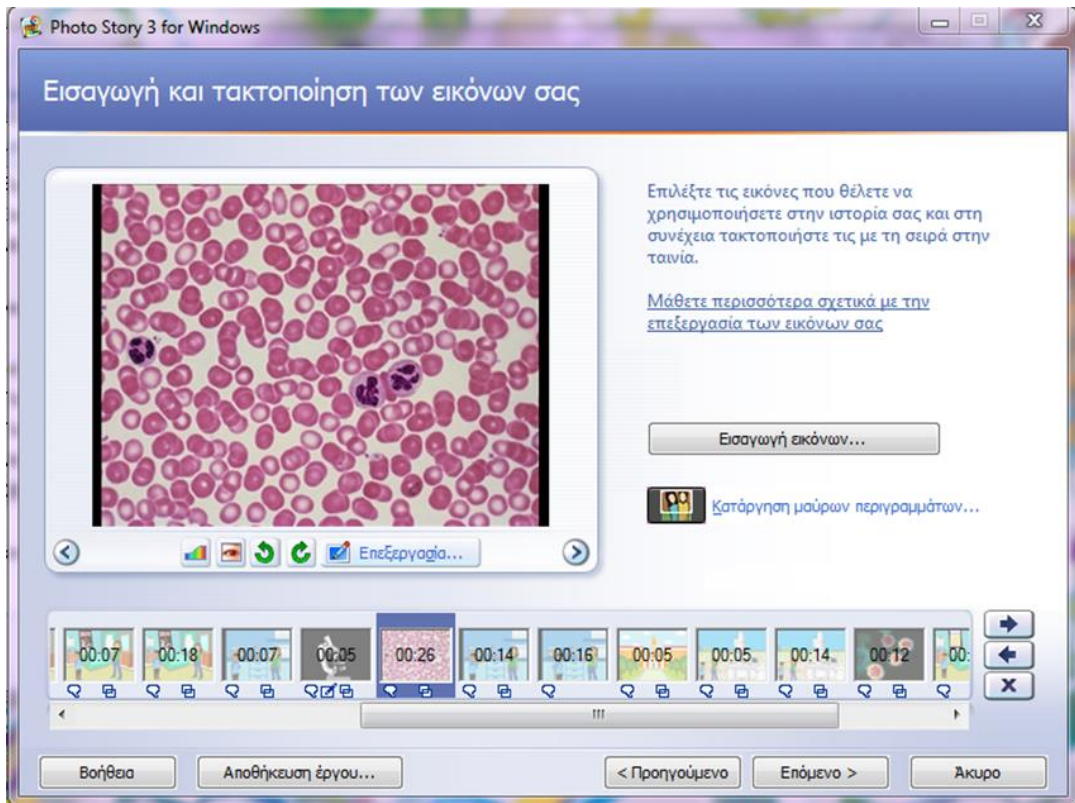 Photo Story 3 for Windows
Εισαγωγή και τακτοποίηση των εικόνων σας
Επιλέξτε τις εικόνες που θέλετε να
χρησιμοποιήσετε στην ιστορία σας και στη
συνέχεια τακτοποιήστε τις με τη σειρά στην
ταινία.
Μάθετε περισσότερα σχετικά με την
επεξεργασία των εικόνων σας
Εισαγωγή εικόνων...
Κατάργηση μαύρων περιγραμμάτων...
Επεξεργασία...
00:07 00:18 00:07 00:05 00:26 00:14 00:16 00:05 00:05 00:14 00:12 00:
Βοήθεια Αποθήκευση έργου... < Προηγούμενο Επόμενο > Άκυρο